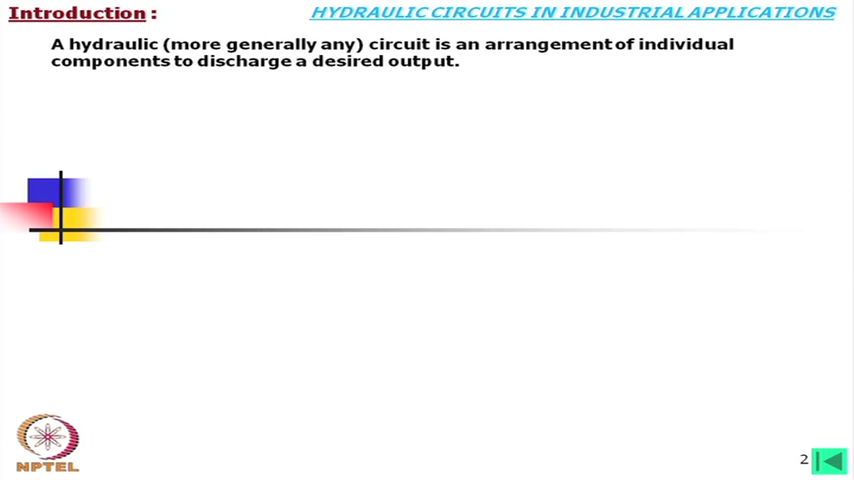 Introduction :
HYDRAULIC CIRCUITS IN INDUSTRIAL APPLICATIONS
A hydraulic (more generally any) circuit is an arrangement of individual
components to discharge a desired output.
NPTEL
2